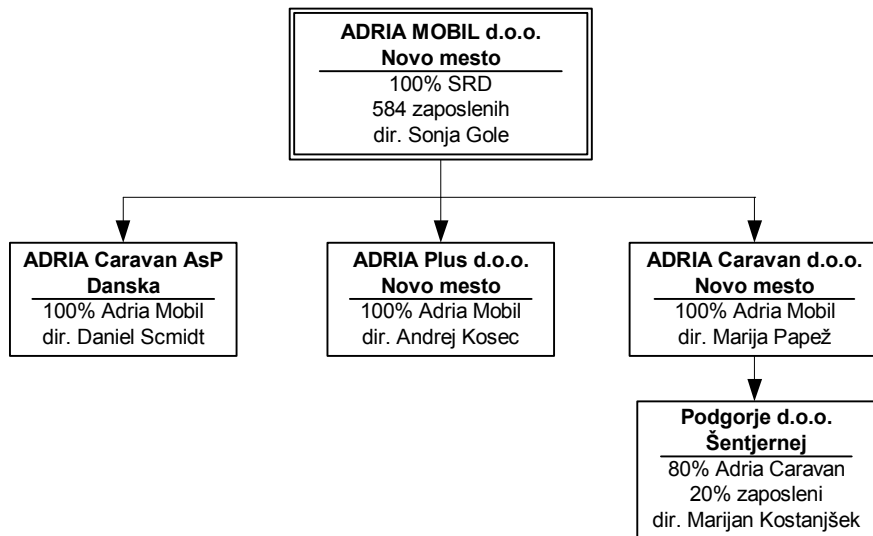 ADRIA MOBIL d.o.o.
Novo mesto
100% SRD
584 zaposlenih
dir. Sonja Gole
ADRIA Caravan AsP
Danska
100% Adria Mobil
dir. Daniel Scmidt
ADRIA Plus d.o.o.
Novo mesto
100% Adria Mobil
dir. Andrej Kosec
ADRIA Caravan d.o.o.
Novo mesto
100% Adria Mobil
dir. Marija Papež
Podgorje d.o.o.
Šentjernej
80% Adria Caravan
20% zaposleni
dir. Marijan Kostanjšek